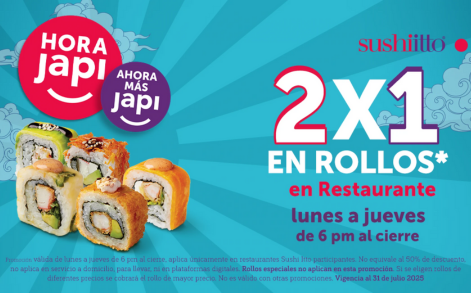 HORA
japi
AHORA
MÁS
japi
sushiitto
2X1
EN ROLLOS*
en Restaurante
lunes a jueves
de 6 pm al cierre
Promoción válida de lunes a jueves de 6 pm al cierre, aplica únicamente en restaurantes Sushi Itto participantes. No equivale al 50% de descuento,
no aplica en servicio a domicilio, para llevar, ni en plataformas digitales. Rollos especiales no aplican en esta promoción. Si se eligen rollos de
diferentes precios se cobrará el rollo de mayor precio. No es válido con otras promociones. Vigencia al 31 de julio 2025